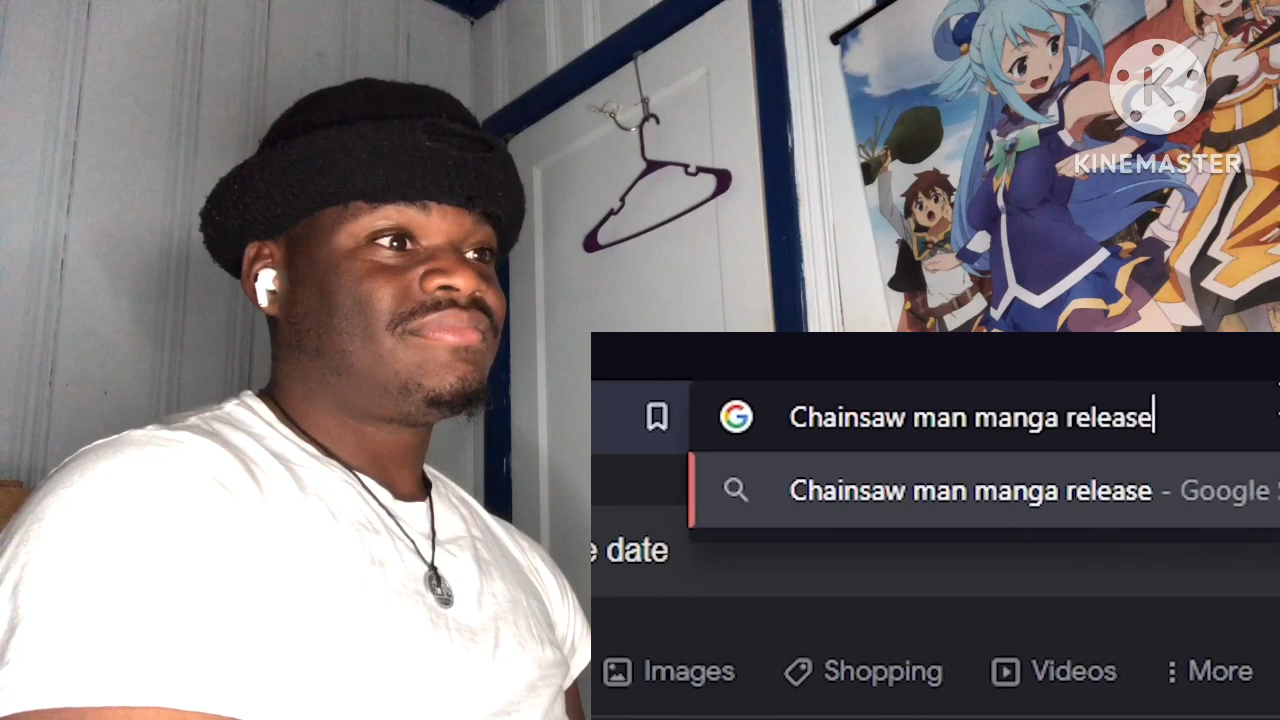 KINEMASTER
Chainsaw man manga release
Chainsaw man manga release - Google
date
Images Shopping Videos More